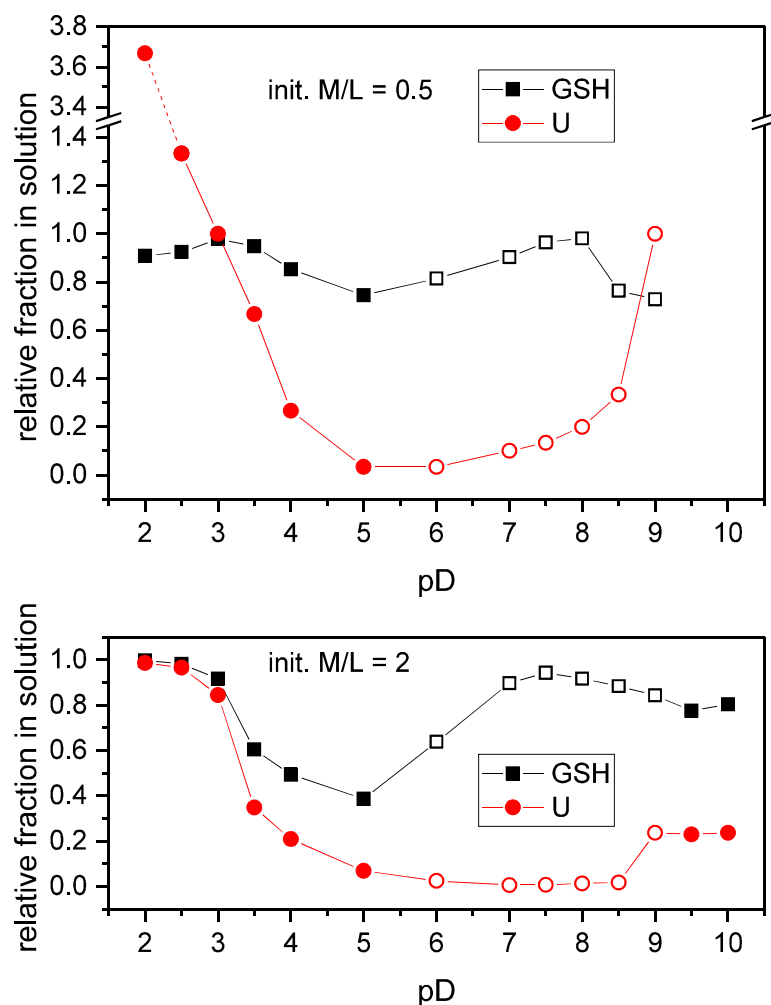 3.8
3.6
3.4
1.4
1.2
1.0
0.8
0.6
0.4
0.2
0.0
relative fraction in solution
init. M/L = 0.5
GSH
U
2 3 4 5 6 7 8 9 10
pD
1.0
0.8
0.6
0.4
0.2
0.0
relative fraction in solution
init. M/L = 2
GSH
U
2 3 4 5 6 7 8 9 10
pD